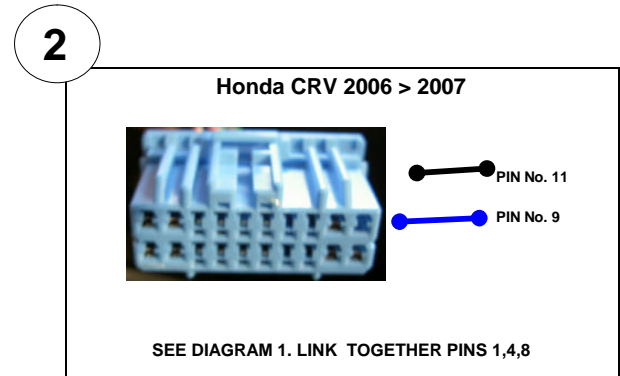 2
Honda CRV 2006 > 2007
PIN No. 11
PIN No. 9
SEE DIAGRAM 1. LINK TOGETHER PINS 1,4,8